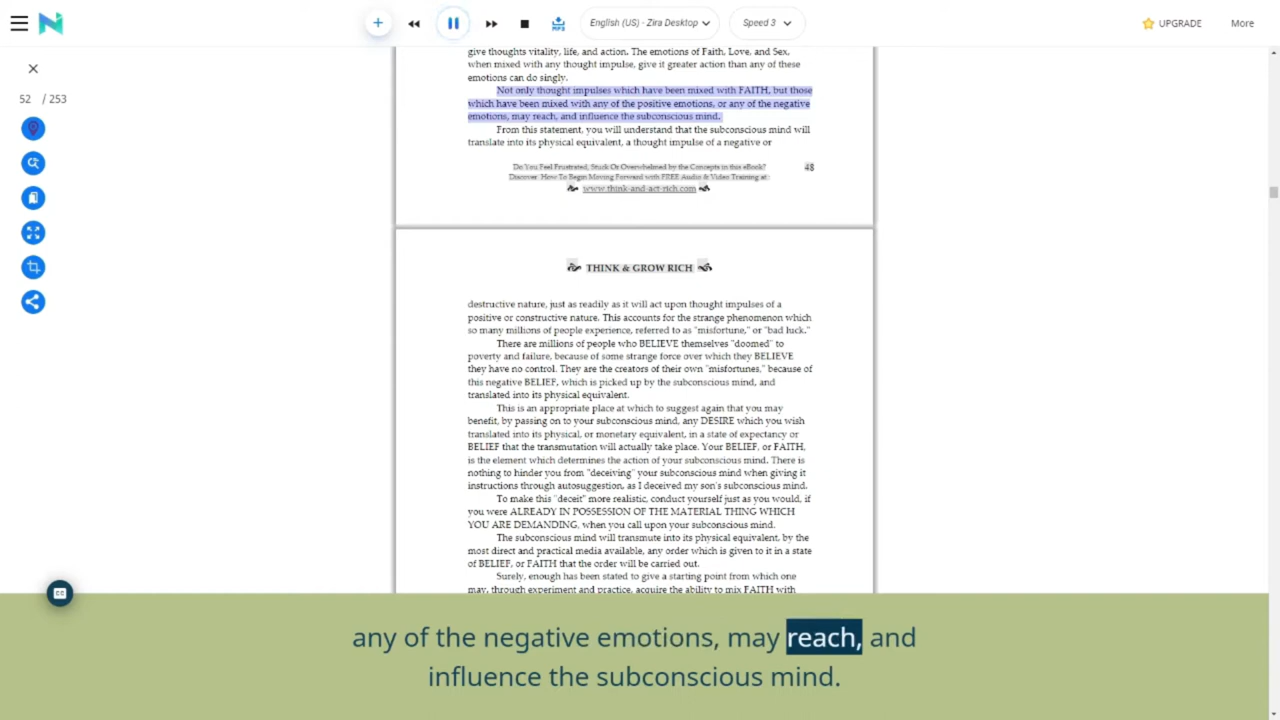 English (US) - Zira Desktop
Speed 3
UPGRADE
More
52 / 253
give thoughts vitality, life, and action. The emotions of Faith, Love, and Sex,
when mixed with any thought impulse, give it greater action than any of these
emotions can do singly.
Not only thought impulses which have been mixed with FAITH, but those
which have been mixed with any of the positive emotions, or any of the negative
emotions, may reach, and influence the subconscious mind.
From this statement, you will understand that the subconscious mind will
translate into its physical equivalent, a thought impulse of a negative or
Do You Feel Frustrated, Stuck Or Overwhelmed by the Concepts in this eBook?
48
Discover How To Begin Moving Forward with FREE Audio & Video Training at:
www.think-and-act-rich.com
THINK & GROW RICH
destructive nature, just as readily as it will act upon thought impulses of a
positive or constructive nature. This accounts for the strange phenomenon which
so many millions of people experience, referred to as "misfortune," or "bad luck."
There are millions of people who BELIEVE themselves "doomed" to
poverty and failure, because of some strange force over which they BELIEVE
they have no control. They are the creators of their own "misfortunes," because of
this negative BELIEF, which is picked up by the subconscious mind, and
translated into its physical equivalent.
This is an appropriate place at which to suggest again that you may
benefit, by passing on to your subconscious mind, any DESIRE which you wish
translated into its physical, or monetary equivalent, in a state of expectancy or
BELIEF that the transmutation will actually take place. Your BELIEF, or FAITH,
is the element which determines the action of your subconscious mind. There is
nothing to hinder you from "deceiving" your subconscious mind when giving it
instructions through autosuggestion, as I deceived my son's subconscious mind.
To make this "deceit" more realistic, conduct yourself just as you would, if
you were ALREADY IN POSSESSION OF THE MATERIAL THING WHICH
YOU ARE DEMANDING, when you call upon your subconscious mind.
The subconscious mind will transmute into its physical equivalent, by the
most direct and practical media available, any order which is given to it in a state
of BELIEF, or FAITH that the order will be carried out.
Surely, enough has been stated to give a starting point from which one
may, through experiment and practice, acquire the ability to mix FAITH with
CC
any of the negative emotions, may reach, and
influence the subconscious mind.
MP3